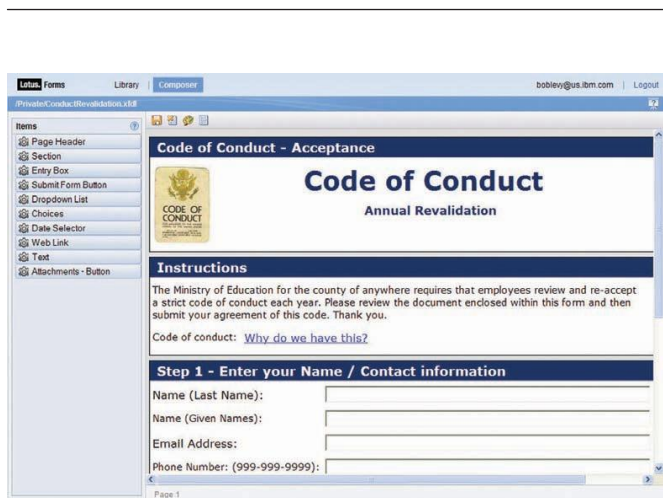 Lotus. Forms Library | Composer boblevy@us.ibm.com | Logout
/Private/ConductRevalidation.xfdl ?
Items ?
Page Header
Section
Entry Box
Submit Form Button
Dropdown List
Choices
Date Selector
Web Link
Text
Attachments - Button
Code of Conduct - Acceptance
CODE OF
CONDUCT
Code of Conduct
Annual Revalidation
Instructions
The Ministry of Education for the county of anywhere requires that employees review and re-accept
a strict code of conduct each year. Please review the document enclosed within this form and then
submit your agreement of this code. Thank you.
Code of conduct: Why do we have this?
Step 1 - Enter your Name / Contact information
Name (Last Name):
Name (Given Names):
Email Address:
Phone Number: (999-999-9999):
Page 1